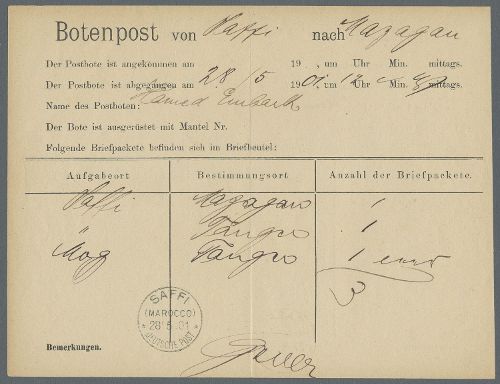 Botenpost von Saffi nach Mazagan
Der Postbote ist angekommen am 19 , um Uhr Min. mittags.
Der Postbote ist abgegangen am 28/5 1901. um 12 Uhr Min. mittags.
Name des Postboten: Hamed Embark
Der Bote ist ausgerüstet mit Mantel Nr.
Folgende Briefpackete befinden sich im Briefbeutel:
Aufgabeort Bestimmungsort Anzahl der Briefpackete.
Saffi Mazagan 1
" Tanger 1
Mog Tanger 1
3
SAFFI
(MAROCCO)
28 5 01
* DEUTSCHE POST *
Bemerkungen.